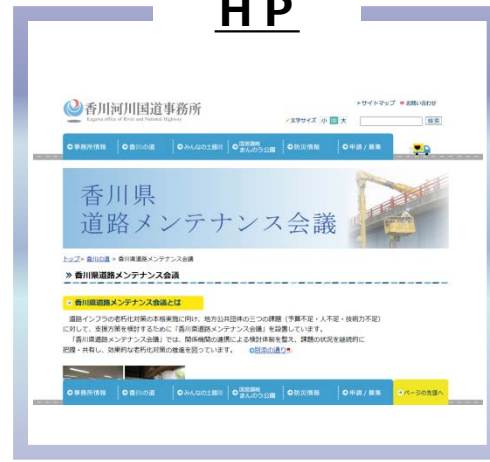 HP
香川河川国道事務所
Kagawa office of River and National Highway
サイトマップ お問い合わせ
文字サイズ 小 中 大 検索
事務所情報 香川の道 みんなの土器川 国営讃岐まんのう公園 防災情報 申請 / 募集
香川県
道路メンテナンス会議
トップ> 香川の道 > 香川県道路メンテナンス会議
香川県道路メンテナンス会議
香川県道路メンテナンス会議とは
道路インフラの老朽化対策の本格実施に向け、地方公共団体の三つの課題（予算不足・人不足・技術力不足）
に対して、支援方策を検討するために「香川県道路メンテナンス会議」を設置しています。
「香川県道路メンテナンス会議」では、関係機関の連携による検討体制を整え、課題の状況を継続的に
把握・共有し、効果的な老朽化対策の推進を図っています。 別添の通り
事務所情報 香川の道 みんなの土器川 国営讃岐まんのう公園 防災情報 申請 / 募集 ページの先頭へ